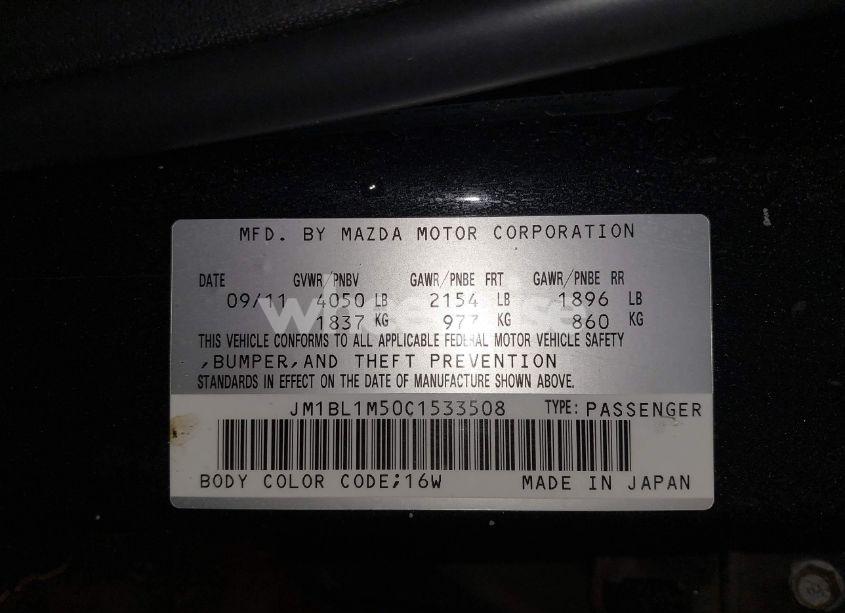 MFD. BY MAZDA MOTOR CORPORATION
DATE GVWR/PNBV GAWR/PNBE FRT GAWR/PNBE RR
09/11 4050 LB 2154 LB 1896 LB
1837 KG 977 KG 860 KG
THIS VEHICLE CONFORMS TO ALL APPLICABLE FEDERAL MOTOR VEHICLE SAFETY
,BUMPER,AND THEFT PREVENTION
STANDARDS IN EFFECT ON THE DATE OF MANUFACTURE SHOWN ABOVE.
JM1BL1M50C1533508 TYPE: PASSENGER
BODY COLOR CODE;16W MADE IN JAPAN